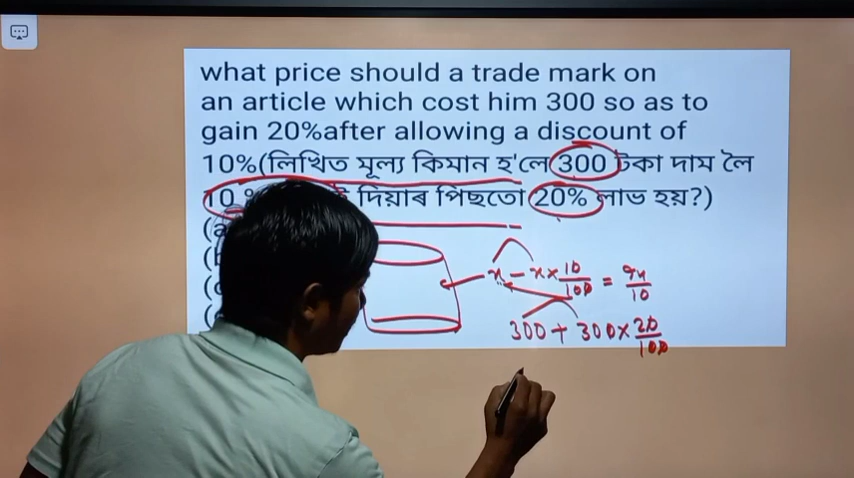 what price should a trade mark on
an article which cost him 300 so as to
gain 20%after allowing a discount of
10%(লিখিত মূল্য কিমান হ'লে 300 টকা দাম লৈ
10 দিয়াৰ পিছতো 20% লাভ হয়?)
(a
(b
(c
(
x - x × 10/100 = 9x/10
300 + 300 × 20/100